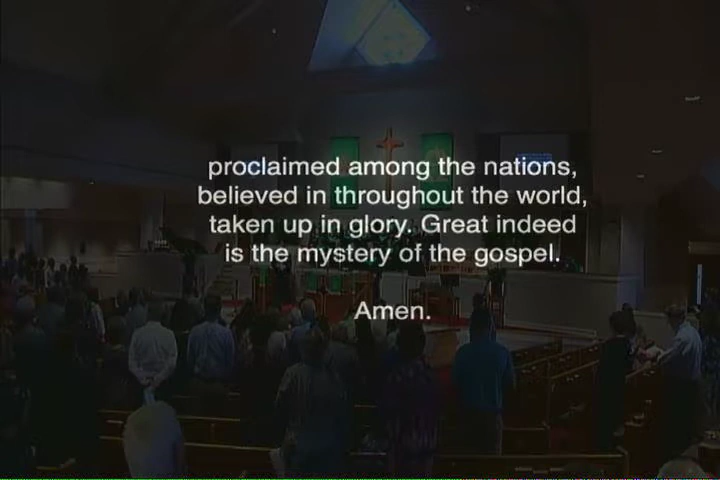 proclaimed among the nations,
believed in throughout the world,
taken up in glory. Great indeed
is the mystery of the gospel.
Amen.